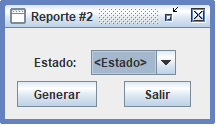 Reporte #2
Estado: <Estado>
Generar Salir